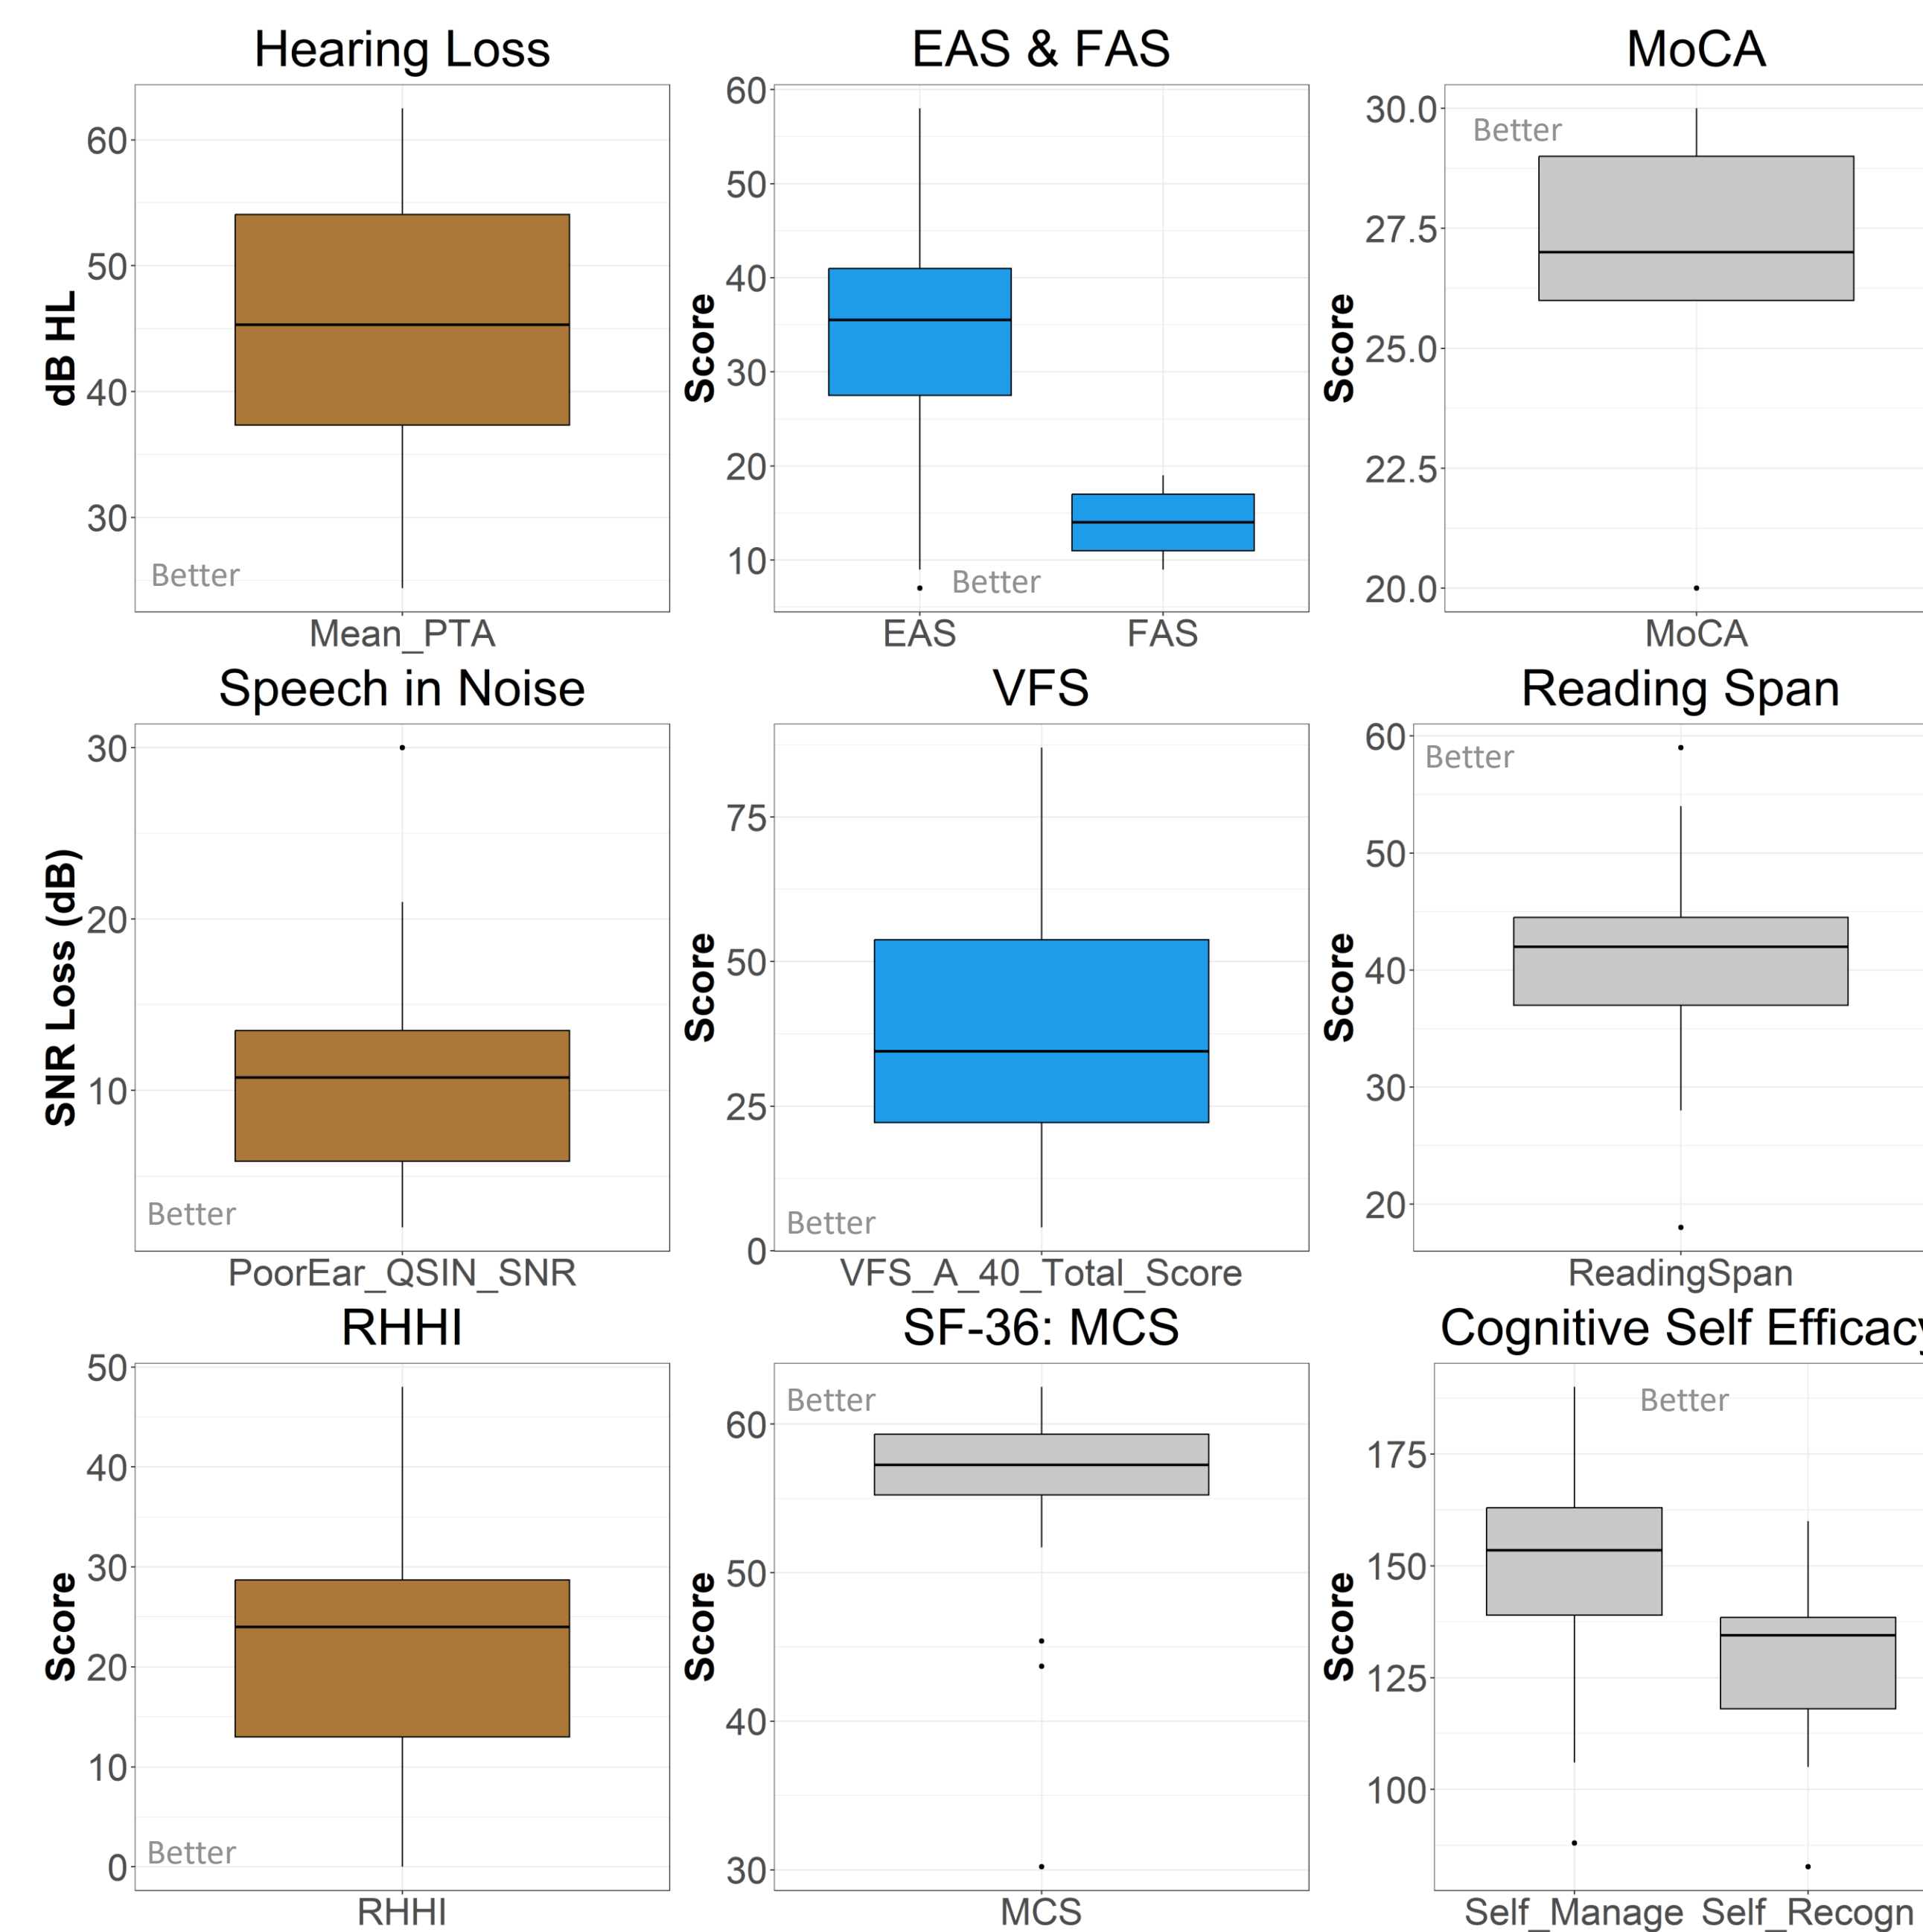 Hearing Loss
dB HL
60
50
40
30
Better
Mean_PTA
EAS & FAS
Score
60
50
40
30
20
10
Better
EAS FAS
MoCA
Score
30.0
27.5
25.0
22.5
20.0
Better
MoCA
Speech in Noise
SNR Loss (dB)
30
20
10
Better
PoorEar_QSIN_SNR
VFS
Score
75
50
25
0
Better
VFS_A_40_Total_Score
Reading Span
Score
60
50
40
30
20
Better
ReadingSpan
RHHI
Score
50
40
30
20
10
0
Better
RHHI
SF-36: MCS
Score
60
50
40
30
Better
MCS
Cognitive Self Efficacy
Score
175
150
125
100
Better
Self_Manage Self_Recogn